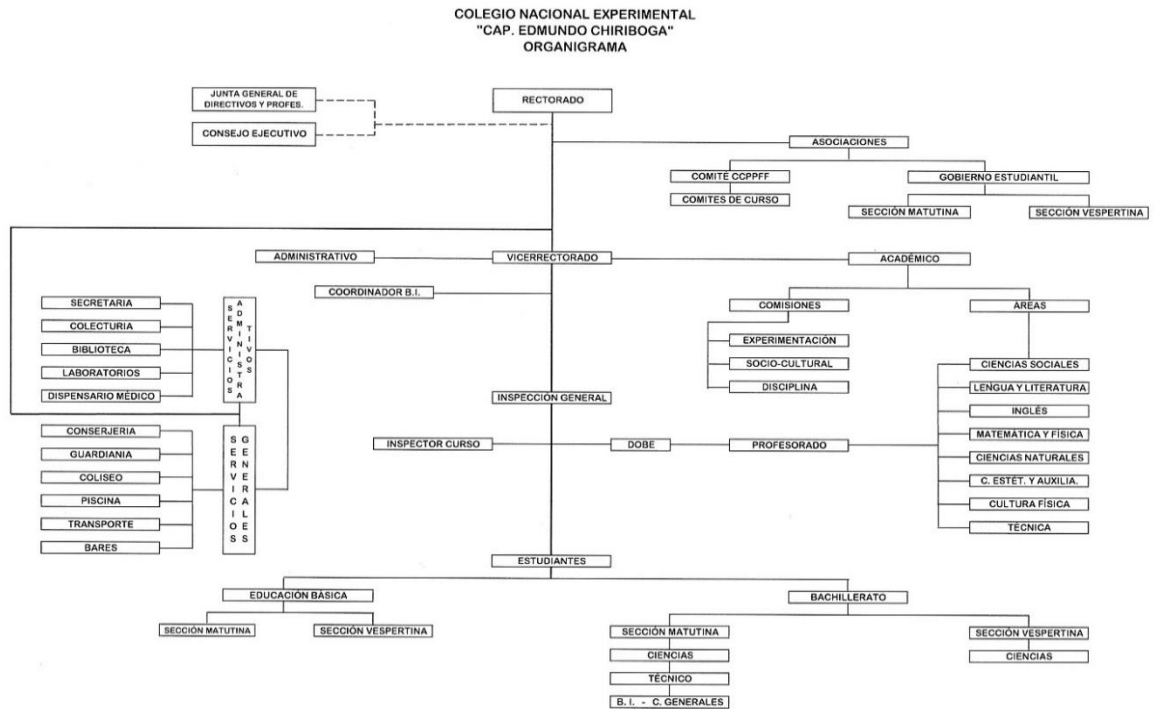 COLEGIO NACIONAL EXPERIMENTAL
"CAP. EDMUNDO CHIRIBOGA"
ORGANIGRAMA
JUNTA GENERAL DE
DIRECTIVOS Y PROFES.
CONSEJO EJECUTIVO
RECTORADO
ASOCIACIONES
COMITÉ CCPPFF
GOBIERNO ESTUDIANTIL
COMITES DE CURSO
SECCIÓN MATUTINA
SECCIÓN VESPERTINA
ADMINISTRATIVO
VICERRECTORADO
ACADÉMICO
COORDINADOR B.I.
SECRETARIA
COLECTURIA
BIBLIOTECA
LABORATORIOS
DISPENSARIO MÉDICO
SERVICIOS
ADMINISTRA
TIVOS
COMISIONES
EXPERIMENTACIÓN
SOCIO-CULTURAL
DISCIPLINA
ÁREAS
CIENCIAS SOCIALES
LENGUA Y LITERATURA
INGLÉS
MATEMÁTICA Y FÍSICA
CIENCIAS NATURALES
C. ESTÉT. Y AUXILIA.
CULTURA FÍSICA
TÉCNICA
INSPECCIÓN GENERAL
INSPECTOR CURSO
DOBE
PROFESORADO
CONSERJERIA
GUARDIANIA
COLISEO
PISCINA
TRANSPORTE
BARES
SERVICIOS
GENERALES
ESTUDIANTES
EDUCACIÓN BÁSICA
BACHILLERATO
SECCIÓN MATUTINA
SECCIÓN VESPERTINA
SECCIÓN MATUTINA
CIENCIAS
TÉCNICO
B. I. - C. GENERALES
SECCIÓN VESPERTINA
CIENCIAS